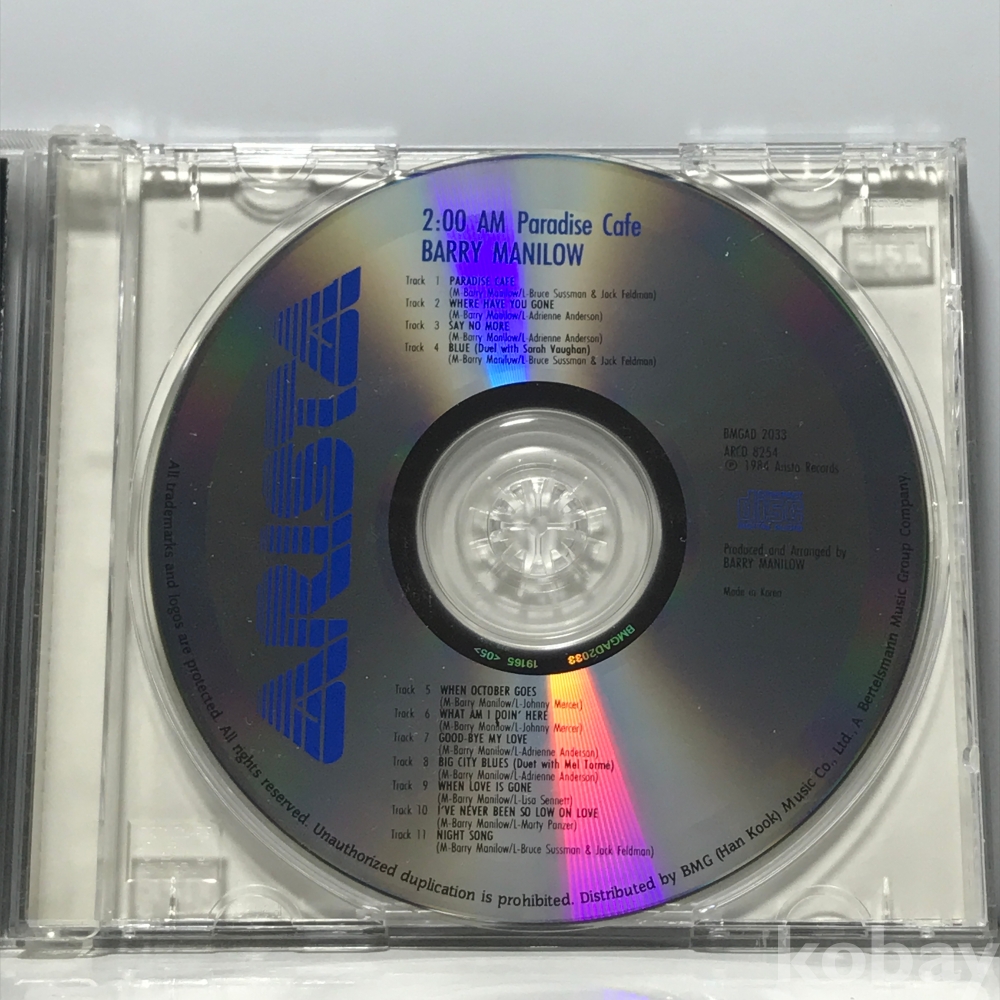 2:00 AM Paradise Cafe
BARRY MANILOW
Track 1 PARADISE CAFE
(M-Barry Manilow/L-Bruce Sussman & Jack Feldman)
Track 2 WHERE HAVE YOU GONE
(M-Barry Manilow/L-Adrienne Anderson)
Track 3 SAY NO MORE
(M-Barry Manilow/L-Adrienne Anderson)
Track 4 BLUE (Duet with Sarah Vaughan)
(M-Barry Manilow/L-Bruce Sussman & Jack Feldman)
ARISTA
BMGAD 2033
ARCD 8254
℗ 1984 Arista Records
Produced and Arranged by
BARRY MANILOW
Made in Korea
BMGAD2033 19165 <05>
Track 5 WHEN OCTOBER GOES
(M-Barry Manilow/L-Johnny Mercer)
Track 6 WHAT AM I DOIN' HERE
(M-Barry Manilow/L-Johnny Mercer)
Track 7 GOOD-BYE MY LOVE
(M-Barry Manilow/L-Adrienne Anderson)
Track 8 BIG CITY BLUES (Duet with Mel Torme)
(M-Barry Manilow/L-Adrienne Anderson)
Track 9 WHEN LOVE IS GONE
(M-Barry Manilow/L-Lisa Sennett)
Track 10 I'VE NEVER BEEN SO LOW ON LOVE
(M-Barry Manilow/L-Marty Panzer)
Track 11 NIGHT SONG
(M-Barry Manilow/L-Bruce Sussman & Jack Feldman)
All trademarks and logos are protected. All rights reserved. Unauthorized duplication is prohibited. Distributed by BMG (Han Kook) Music Co., Ltd., A Bertelsmann Music Group Company.
kobay